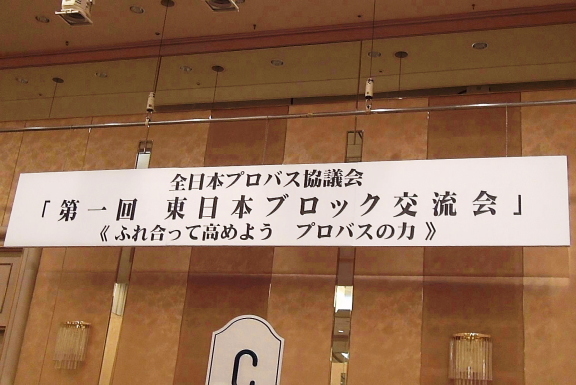 全日本プロバス協議会
「第一回 東日本ブロック交流会」
《ふれ合って高めよう プロバスの力》
C